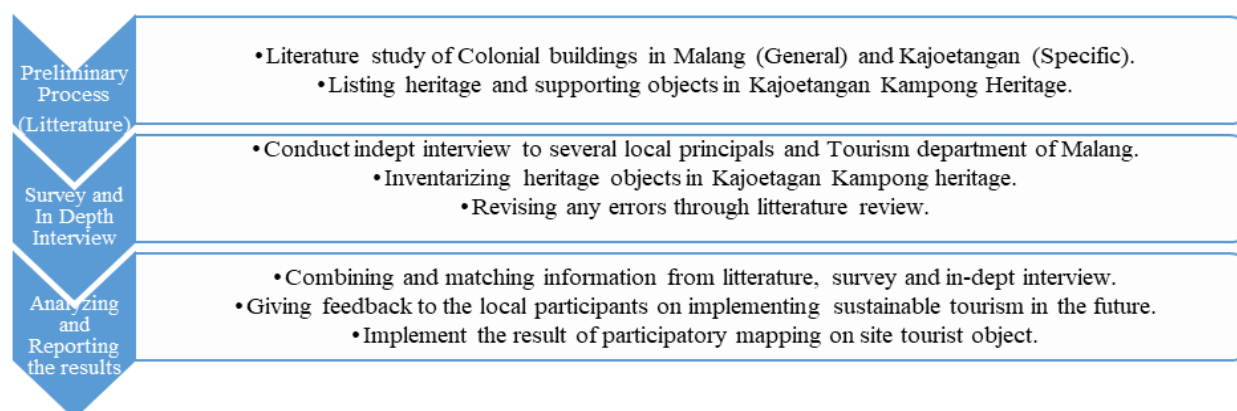 Preliminary
Process
(Litterature)
•Literature study of Colonial buildings in Malang (General) and Kajoetangan (Specific).
•Listing heritage and supporting objects in Kajoetangan Kampong Heritage.
Survey and
In Depth
Interview
•Conduct indept interview to several local principals and Tourism department of Malang.
•Inventarizing heritage objects in Kajoetagan Kampong heritage.
•Revising any errors through litterature review.
Analyzing
and
Reporting
the results
•Combining and matching information from litterature, survey and in-dept interview.
•Giving feedback to the local participants on implementing sustainable tourism in the future.
•Implement the result of participatory mapping on site tourist object.